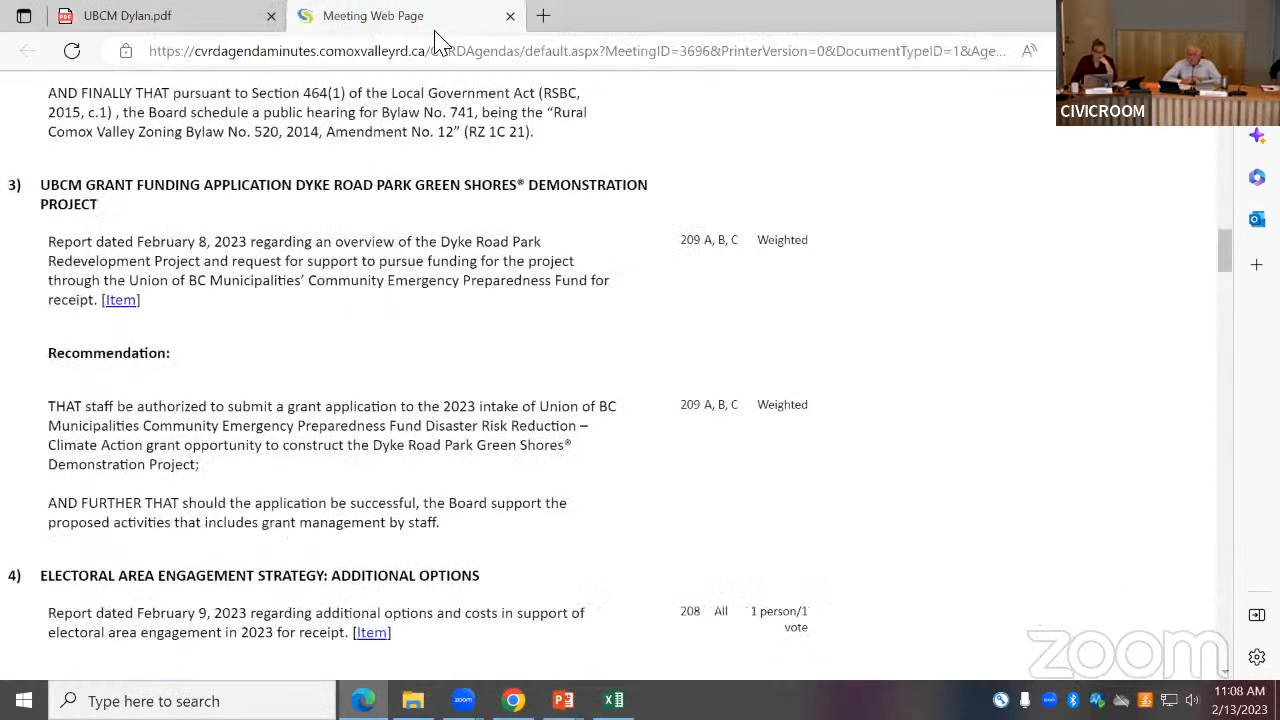 UBCM Dylan.pdf
Meeting Web Page
https://cvrdagendaminutes.comoxvalleyrd.ca/C RDAgendas/default.aspx?MeetingID=3696&PrinterVersion=0&DocumentTypeID=1&Age...
CIVICROOM
AND FINALLY THAT pursuant to Section 464(1) of the Local Government Act (RSBC,
2015, c.1) , the Board schedule a public hearing for Bylaw No. 741, being the “Rural
Comox Valley Zoning Bylaw No. 520, 2014, Amendment No. 12” (RZ 1C 21).
3) UBCM GRANT FUNDING APPLICATION DYKE ROAD PARK GREEN SHORES® DEMONSTRATION
PROJECT
Report dated February 8, 2023 regarding an overview of the Dyke Road Park 209 A, B, C Weighted
Redevelopment Project and request for support to pursue funding for the project
through the Union of BC Municipalities’ Community Emergency Preparedness Fund for
receipt. [Item]
Recommendation:
THAT staff be authorized to submit a grant application to the 2023 intake of Union of BC 209 A, B, C Weighted
Municipalities Community Emergency Preparedness Fund Disaster Risk Reduction –
Climate Action grant opportunity to construct the Dyke Road Park Green Shores®
Demonstration Project;
AND FURTHER THAT should the application be successful, the Board support the
proposed activities that includes grant management by staff.
4) ELECTORAL AREA ENGAGEMENT STRATEGY: ADDITIONAL OPTIONS
Report dated February 9, 2023 regarding additional options and costs in support of 208 All 1 person/1
electoral area engagement in 2023 for receipt. [Item] vote
zoom
Type here to search
zoom
11:08 AM
2/13/2023